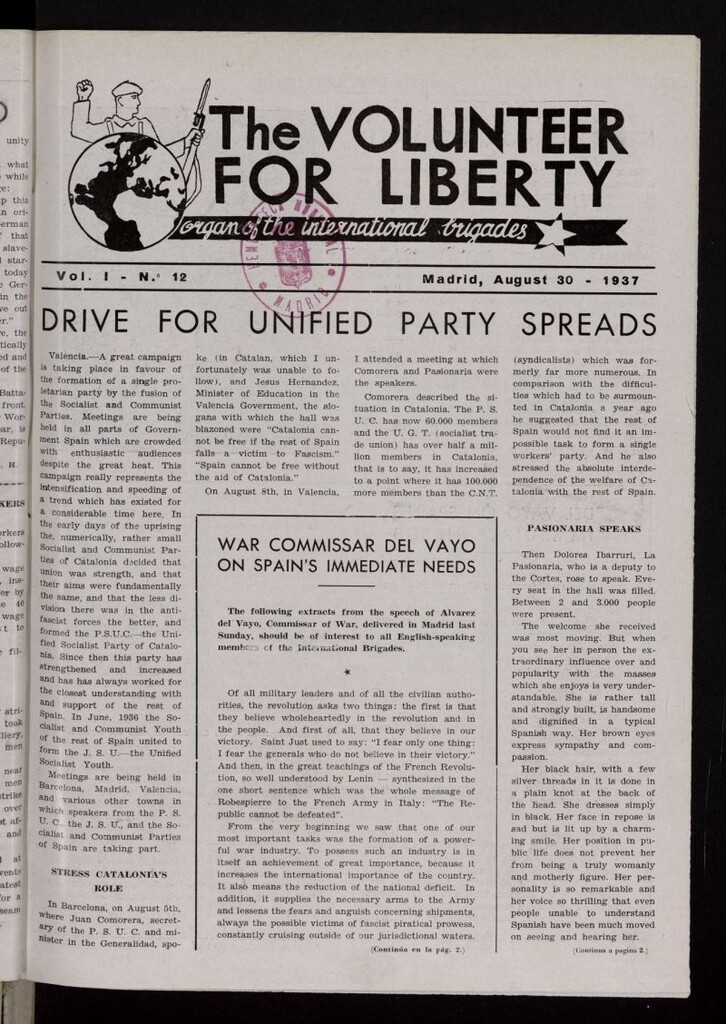 The VOLUNTEER
FOR LIBERTY
organ of the international brigades
HEMEROTECA MUNICIPAL
MADRID
Vol. I - N.° 12
Madrid, August 30 - 1937
DRIVE FOR UNIFIED PARTY SPREADS
Valencia.—A great campaign
is taking place in favour of
the formation of a single pro-
letarian party by the fusion of
the Socialist and Communist
Parties. Meetings are being
held in all parts of Govern-
ment Spain which are crowded
with enthusiastic audiences
despite the great heat. This
campaign really represents the
intensification and speeding of
a trend which has existed for
a considerable time here. In
the early days of the uprising
the, numerically, rather small
Socialist and Communist Par-
ties of Catalonia decided that
union was strength, and that
their aims were fundamentally
the same, and that the less di-
vision there was in the anti-
fascist forces the better, and
formed the P.S.U.C.—the Uni-
fied Socialist Party of Catalo-
nia. Since then this party has
strengthened and increased
and has has always worked for
the closest understanding with
and support of the rest of
Spain. In June, 1936 the So-
cialist and Communist Youth
of the rest of Spain united to
form the J. S. U.—the Unified
Socialist Youth.
Meetings are being held in
Barcelona, Madrid, Valencia,
and various other towns in
which speakers from the P. S.
U. C., the J. S. U., and the So-
cialist and Communist Parties
of Spain are taking part.
STRESS CATALONIA'S
ROLE
In Barcelona, on August 5th,
where Juan Comorera, secret-
ary of the P. S. U. C. and mi-
nistor in the Generalidad, spo-
ke (in Catalan, which I un-
fortunately was unable to fo-
llow), and Jesus Hernandez,
Minister of Education in the
Valencia Government, the slo-
gans with which the hall was
blazoned were "Catalonia can-
not be free if the rest of Spain
falls a victim to Fascism."
"Spain cannot be free without
the aid of Catalonia."
On August 8th, in Valencia,
I attended a meeting at which
Comorera and Pasionaria were
the speakers.
Comorera described the si-
tuation in Catalonia. The P. S.
U. C. has now 60.000 members
and the U. G. T. (socialist tra-
de union) has over half a mi-
llion members in Catalonia,
that is to say, it has increased
to a point where it has 100.000
more members than the C.N.T.
(syndicalists) which was for-
merly far more numerous. In
comparison with the difficul-
ties which had to be surmoun-
ted in Catalonia a year ago
he suggested that the rest of
Spain would not find it an im-
possible task to form a single
workers' party. And he also
stressed the absolute interde-
pendence of the welfare of Ca-
talonia with the rest of Spain.
PASIONARIA SPEAKS
Then Dolores Ibarruri, La
Pasionaria, who is a deputy to
the Cortes, rose to speak. Eve-
ry seat in the hall was filled.
Between 2 and 3.000 people
were present.
The welcome she received
was most moving. But when
you see her in person the ex-
traordinary influence over and
popularity with the masses
which she enjoys is very under-
standable. She is rather tall
and strongly built, is handsome
and dignified in a typical
Spanish way. Her brown eyes
express sympathy and com-
passion.
Her black hair, with a few
silver threads in it is done in
a plain knot at the back of
the head. She dresses simply
in black. Her face in repose is
sad but is lit up by a charm-
ing smile. Her position in pu-
blic life does not prevent her
from being a truly womanly
and motherly figure. Her per-
sonality is so remarkable and
her voice so thrilling that even
people unable to understand
Spanish have been much moved
on seeing and hearing her.
(Continua a pagina 2.)
WAR COMMISSAR DEL VAYO
ON SPAIN'S IMMEDIATE NEEDS
The following extracts from the speech of Alvarez
del Vayo, Commissar of War, delivered in Madrid last
Sunday, should be of interest to all English-speaking
members of the International Brigades.
Of all military leaders and of all the civilian autho-
rities, the revolution asks two things: the first is that
they believe wholeheartedly in the revolution and in
the people. And first of all, that they believe in our
victory. Saint Just used to say: "I fear only one thing:
I fear the generals who do not believe in their victory."
And then, in the great teachings of the French Revolu-
tion, so well understood by Lenin — synthesized in the
one short sentence which was the whole message of
Robespierre to the French Army in Italy: "The Re-
public cannot be defeated".
From the very beginning we saw that one of our
most important tasks was the formation of a power-
ful war industry. To possess such an industry is in
itself an achievement of great importance, because it
increases the international importance of the country.
It also means the reduction of the national deficit. In
addition, it supplies the necessary arms to the Army
and lessens the fears and anguish concerning shipments,
always the possible victims of fascist piratical prowess,
constantly cruising outside of our jurisdictional waters.
(Continúa en la pág. 2.)